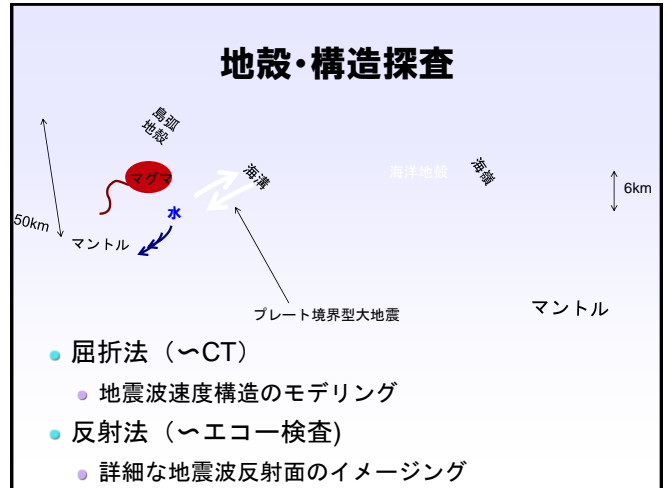 地殻・構造探査
島弧
地殻
マグマ
海溝
海洋地殻
海嶺
6km
水
50km
マントル
プレート境界型大地震
マントル
屈折法（〜CT）
地震波速度構造のモデリング
反射法（〜エコー検査)
詳細な地震波反射面のイメージング